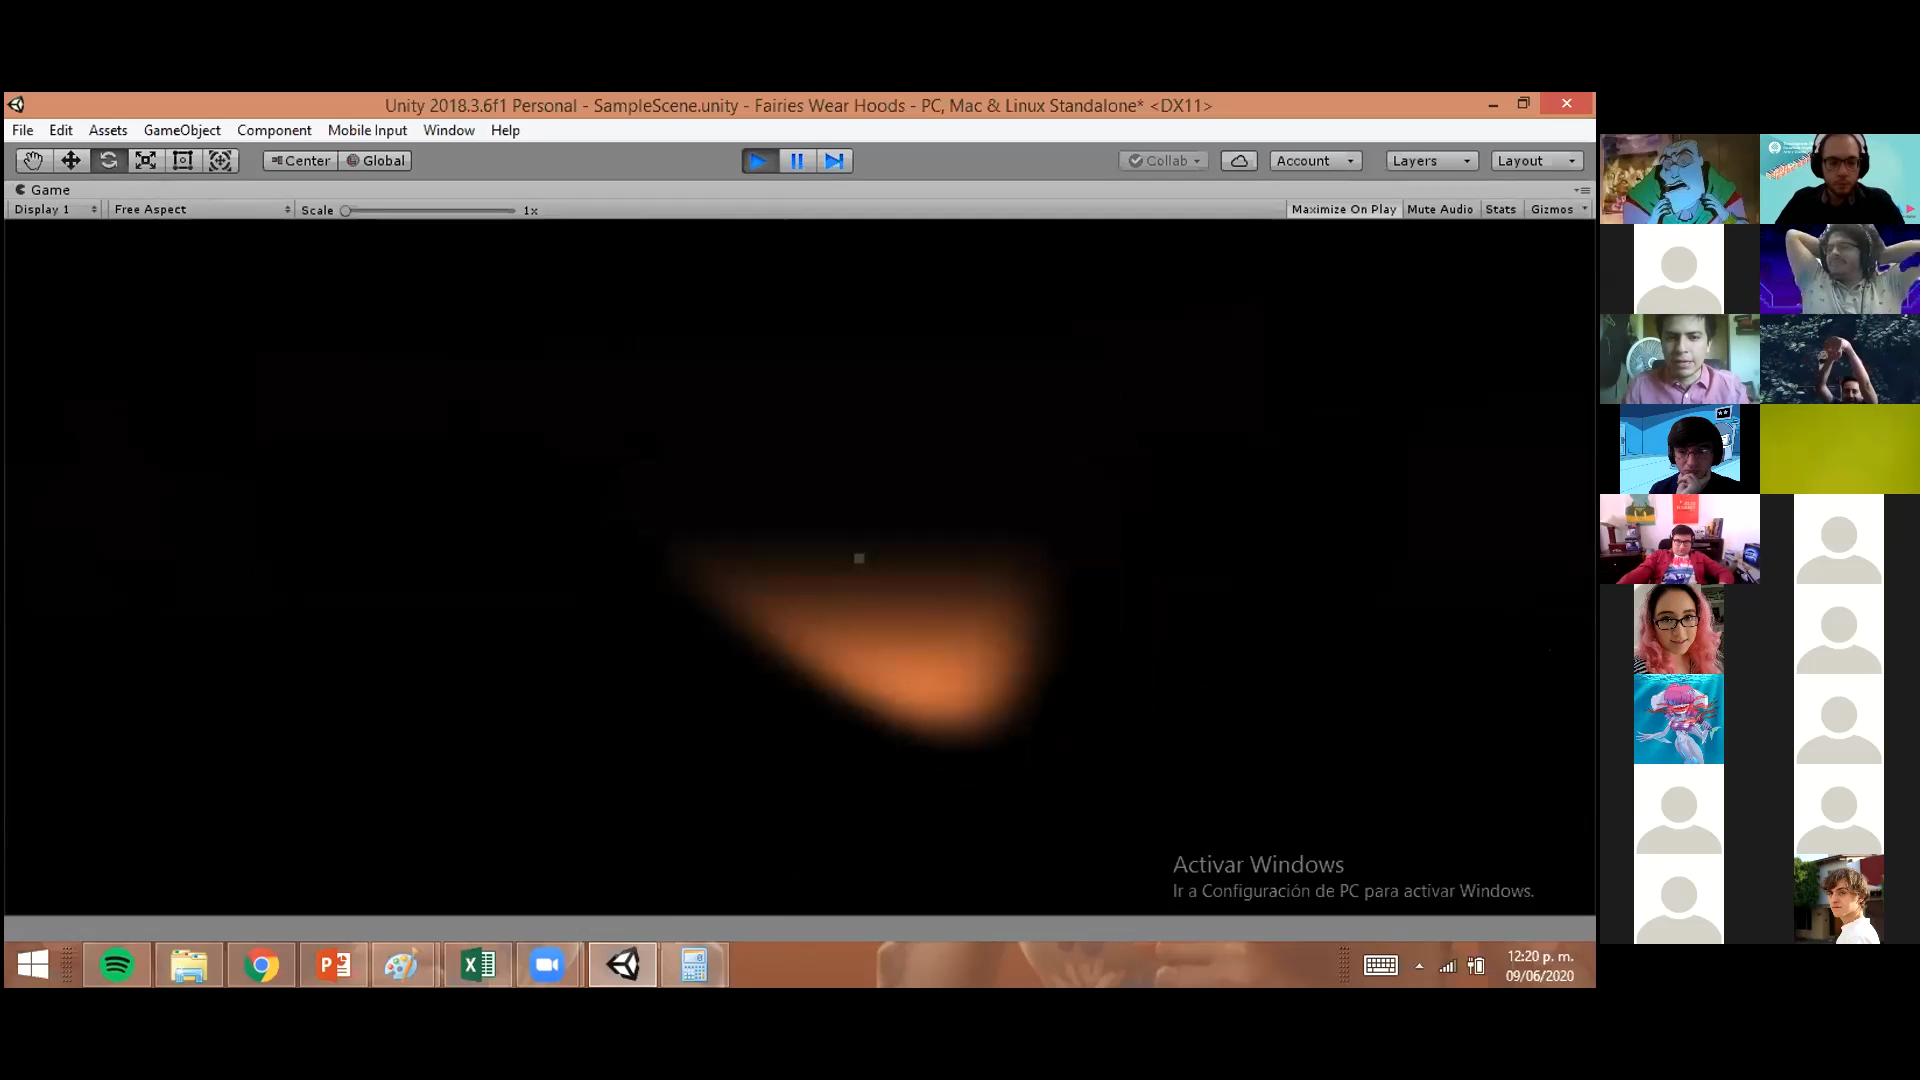 Unity 2018.3.6f1 Personal - SampleScene.unity - Fairies Wear Hoods - PC, Mac & Linux Standalone* <DX11>
File Edit Assets GameObject Component Mobile Input Window Help
Center Global Collab Account Layers Layout
Game
Display 1 Free Aspect Scale 1x Maximize On Play Mute Audio Stats Gizmos
Activar Windows
Ir a Configuración de PC para activar Windows.
12:20 p. m.
09/06/2020